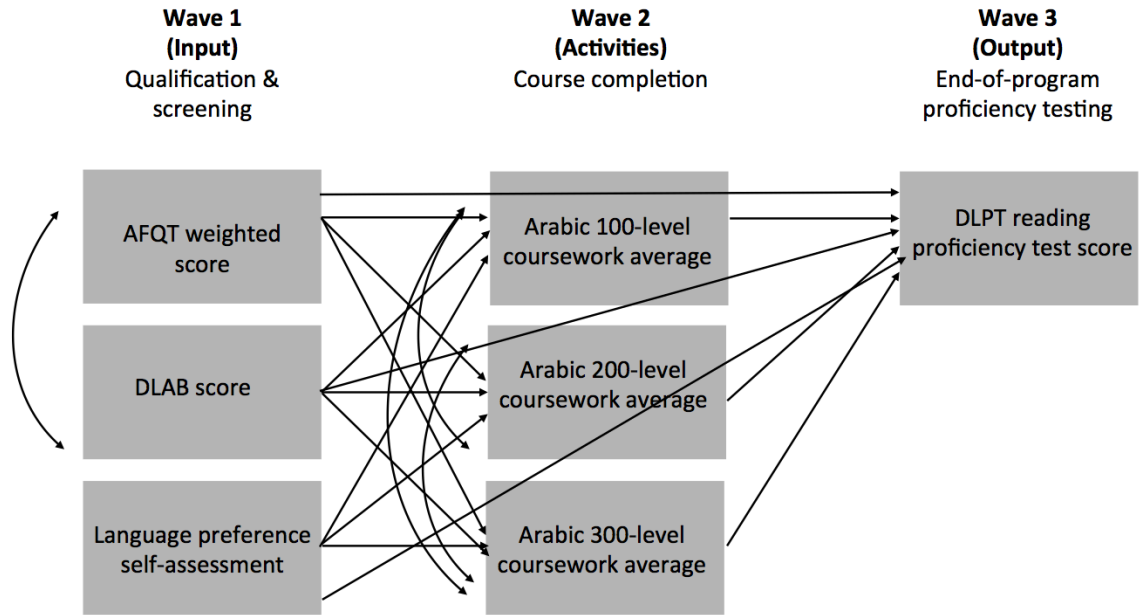 Wave 1
(Input)
Qualification &
screening
Wave 2
(Activities)
Course completion
Wave 3
(Output)
End-of-program
proficiency testing
AFQT weighted
score
Arabic 100-level
coursework average
DLPT reading
proficiency test score
DLAB score
Arabic 200-level
coursework average
Language preference
self-assessment
Arabic 300-level
coursework average